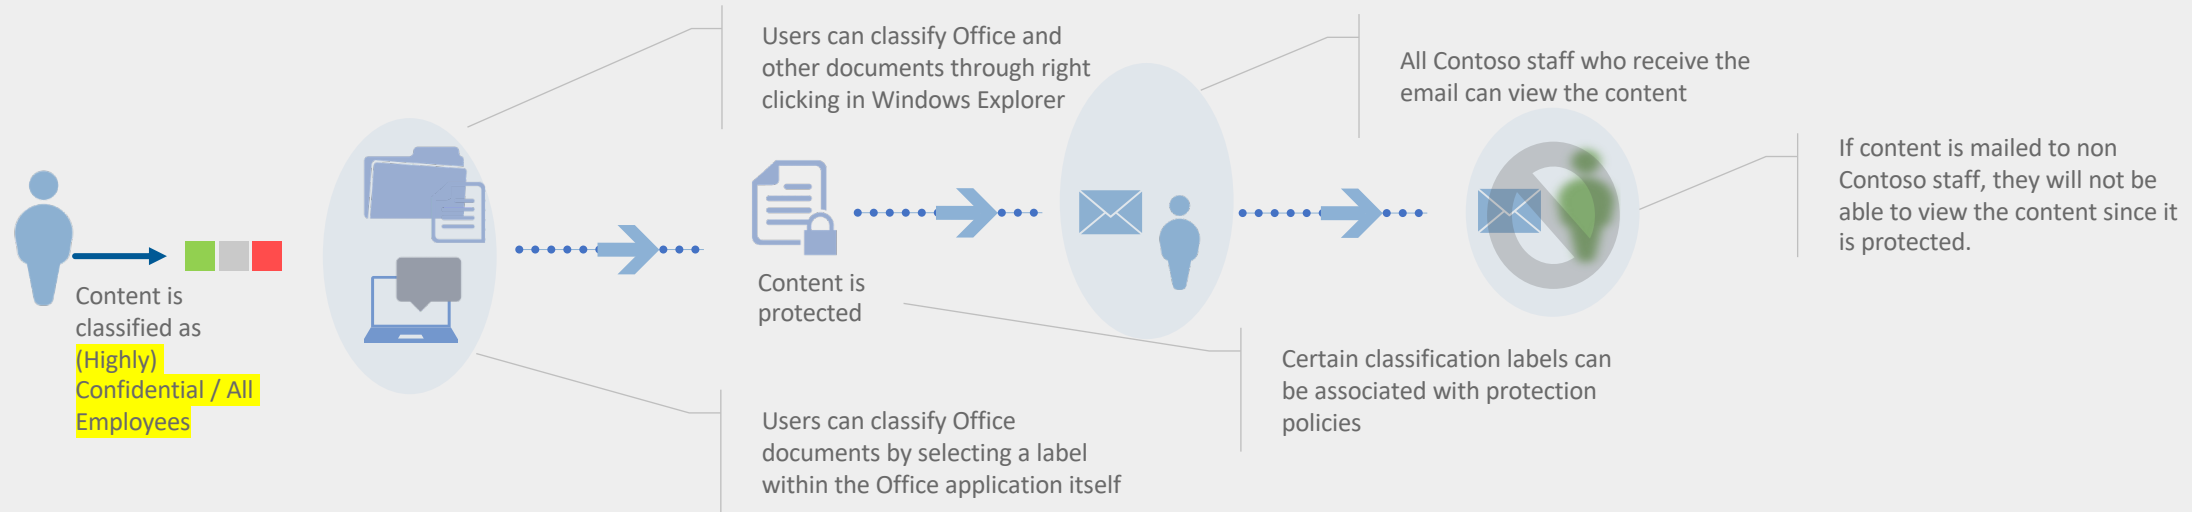 Users can classify Office and
other documents through right
clicking in Windows Explorer
All Contoso staff who receive the
email can view the content
If content is mailed to non
Contoso staff, they will not be
able to view the content since it
is protected.
Content is
classified as
(Highly)
Confidential / All
Employees
Content is
protected
Certain classification labels can
be associated with protection
policies
Users can classify Office
documents by selecting a label
within the Office application itself